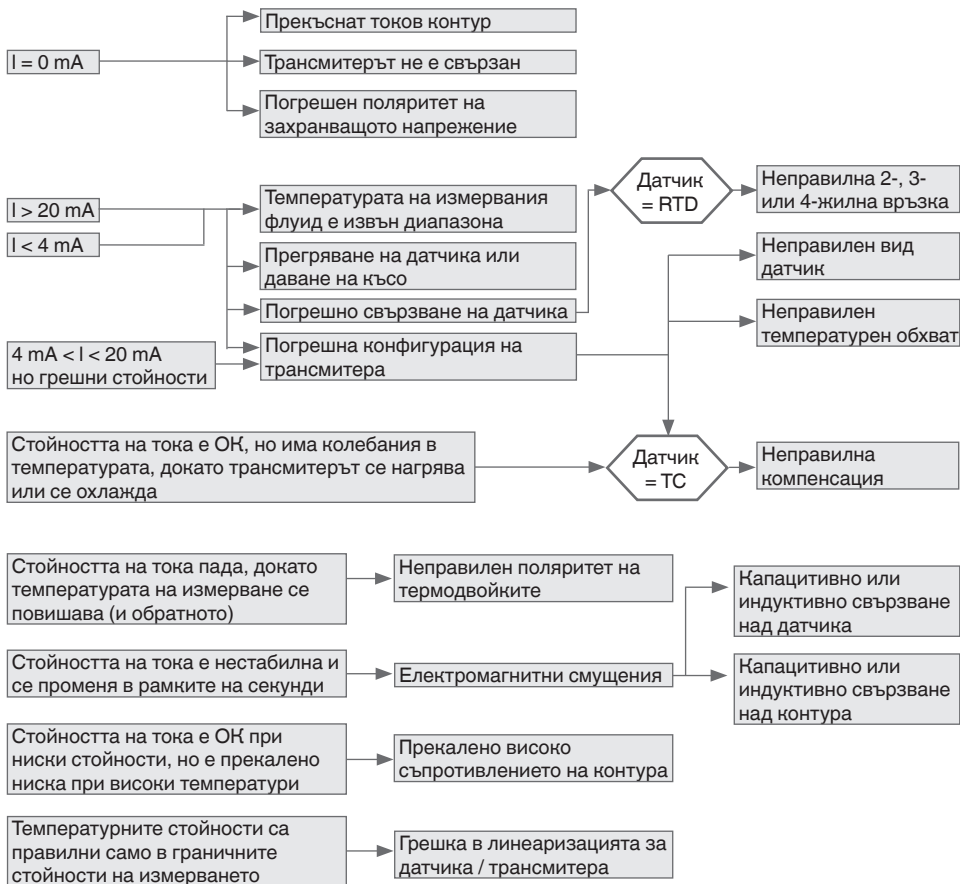 I = 0 mA
Прекъснат токов контур
Трансмитерът не е свързан
Погрешен поляритет на
захранващото напрежение
I > 20 mA
I < 4 mA
Температурата на измервания
флуид е извън диапазона
Прегряване на датчика или
даване на късо
Погрешно свързване на датчика
4 mA < I < 20 mA
но грешни стойности
Погрешна конфигурация на
трансмитера
Датчик
= RTD
Неправилна 2-, 3-
или 4-жилна връзка
Неправилен вид
датчик
Неправилен
температурен обхват
Стойността на тока е ОК, но има колебания в
температурата, докато трансмитерът се нагрява
или се охлажда
Датчик
= TC
Неправилна
компенсация
Стойността на тока пада, докато
температурата на измерване се
повишава (и обратното)
Неправилен поляритет на
термодвойките
Стойността на тока е нестабилна и
се променя в рамките на секунди
Електромагнитни смущения
Капацитивно или
индуктивно свързване
над датчика
Капацитивно или
индуктивно свързване
над контура
Стойността на тока е ОК при
ниски стойности, но е прекалено
ниска при високи температури
Прекалено високо
съпротивлението на контура
Температурните стойности са
правилни само в граничните
стойности на измерването
Грешка в линеаризацията за
датчика / трансмитера